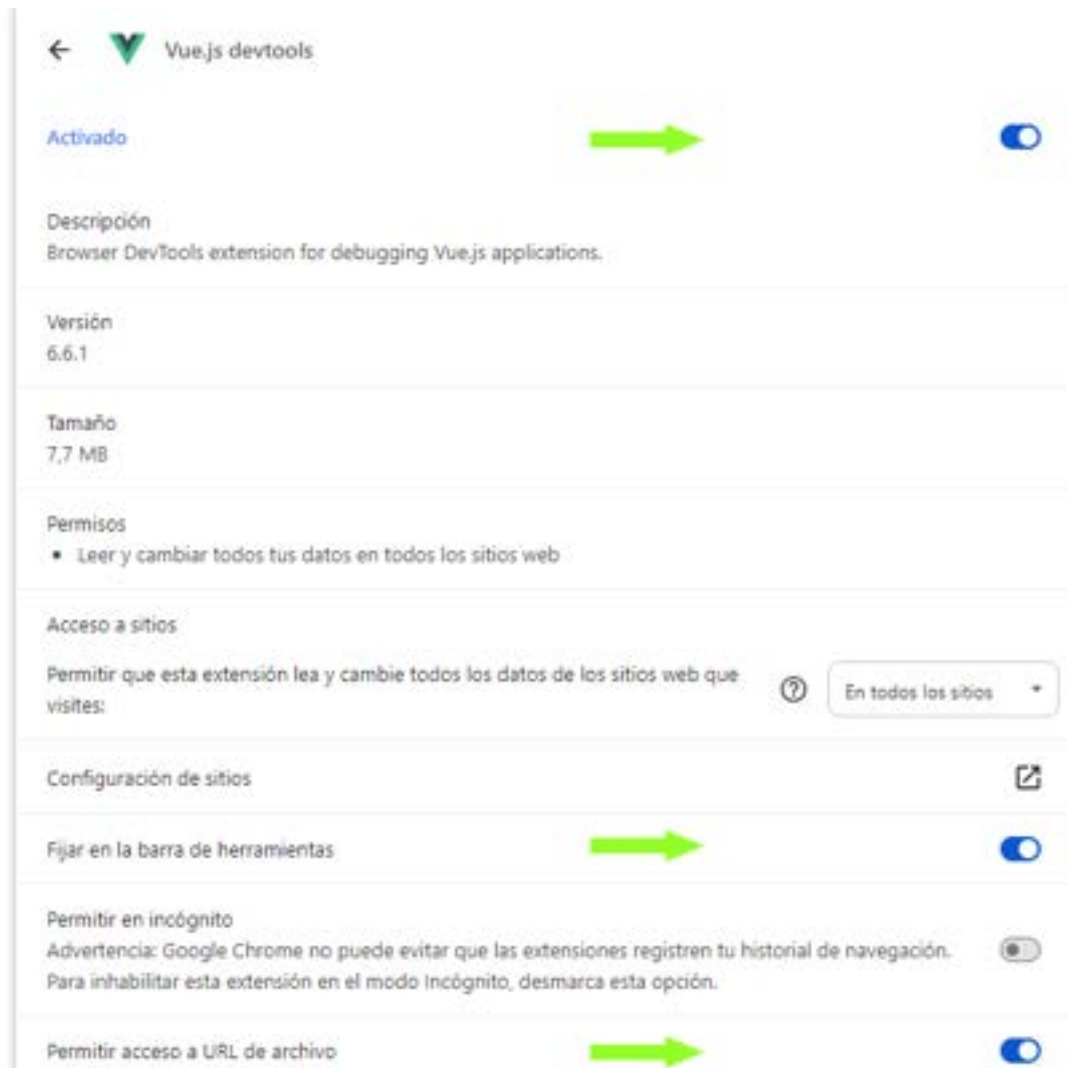 Vue.js devtools
Activado
Descripción
Browser DevTools extension for debugging Vue.js applications.
Versión
6.6.1
Tamaño
7,7 MB
Permisos
• Leer y cambiar todos tus datos en todos los sitios web
Acceso a sitios
Permitir que esta extensión lea y cambie todos los datos de los sitios web que
visites:
En todos los sitios
Configuración de sitios
Fijar en la barra de herramientas
Permitir en incógnito
Advertencia: Google Chrome no puede evitar que las extensiones registren tu historial de navegación.
Para inhabilitar esta extensión en el modo Incógnito, desmarca esta opción.
Permitir acceso a URL de archivo